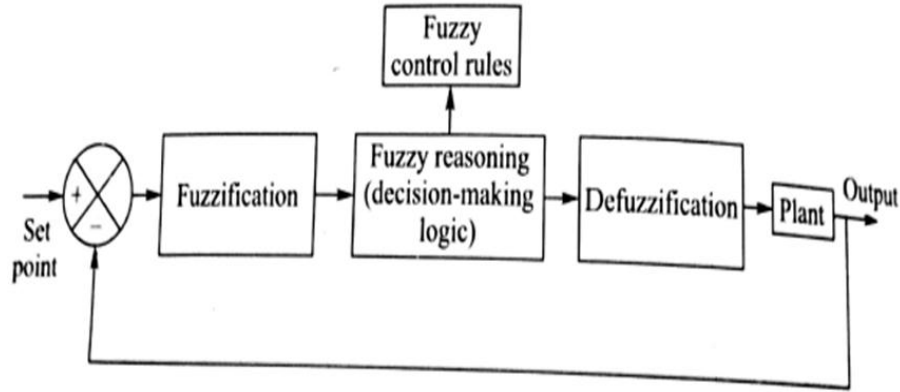 Fuzzy
control rules
+
−
Set
point
Fuzzification
Fuzzy reasoning
(decision-making
logic)
Defuzzification
Plant
Output